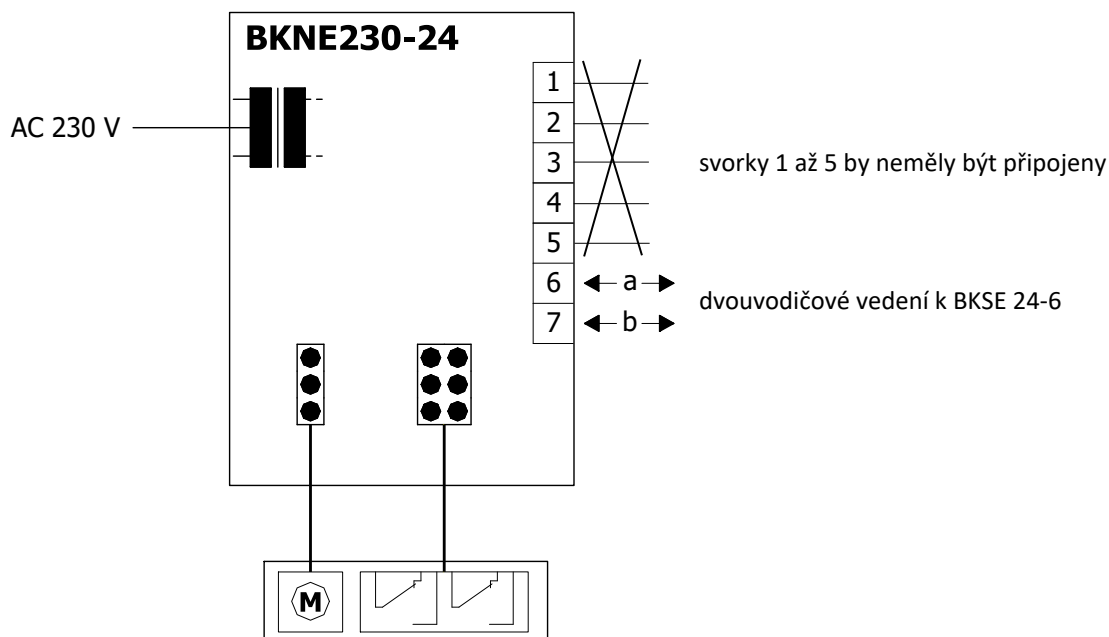 BKNE230-24
AC 230 V
1
2
3
4
5
6
7
svorky 1 až 5 by neměly být připojeny
a
b
dvouvodičové vedení k BKSE 24-6
M